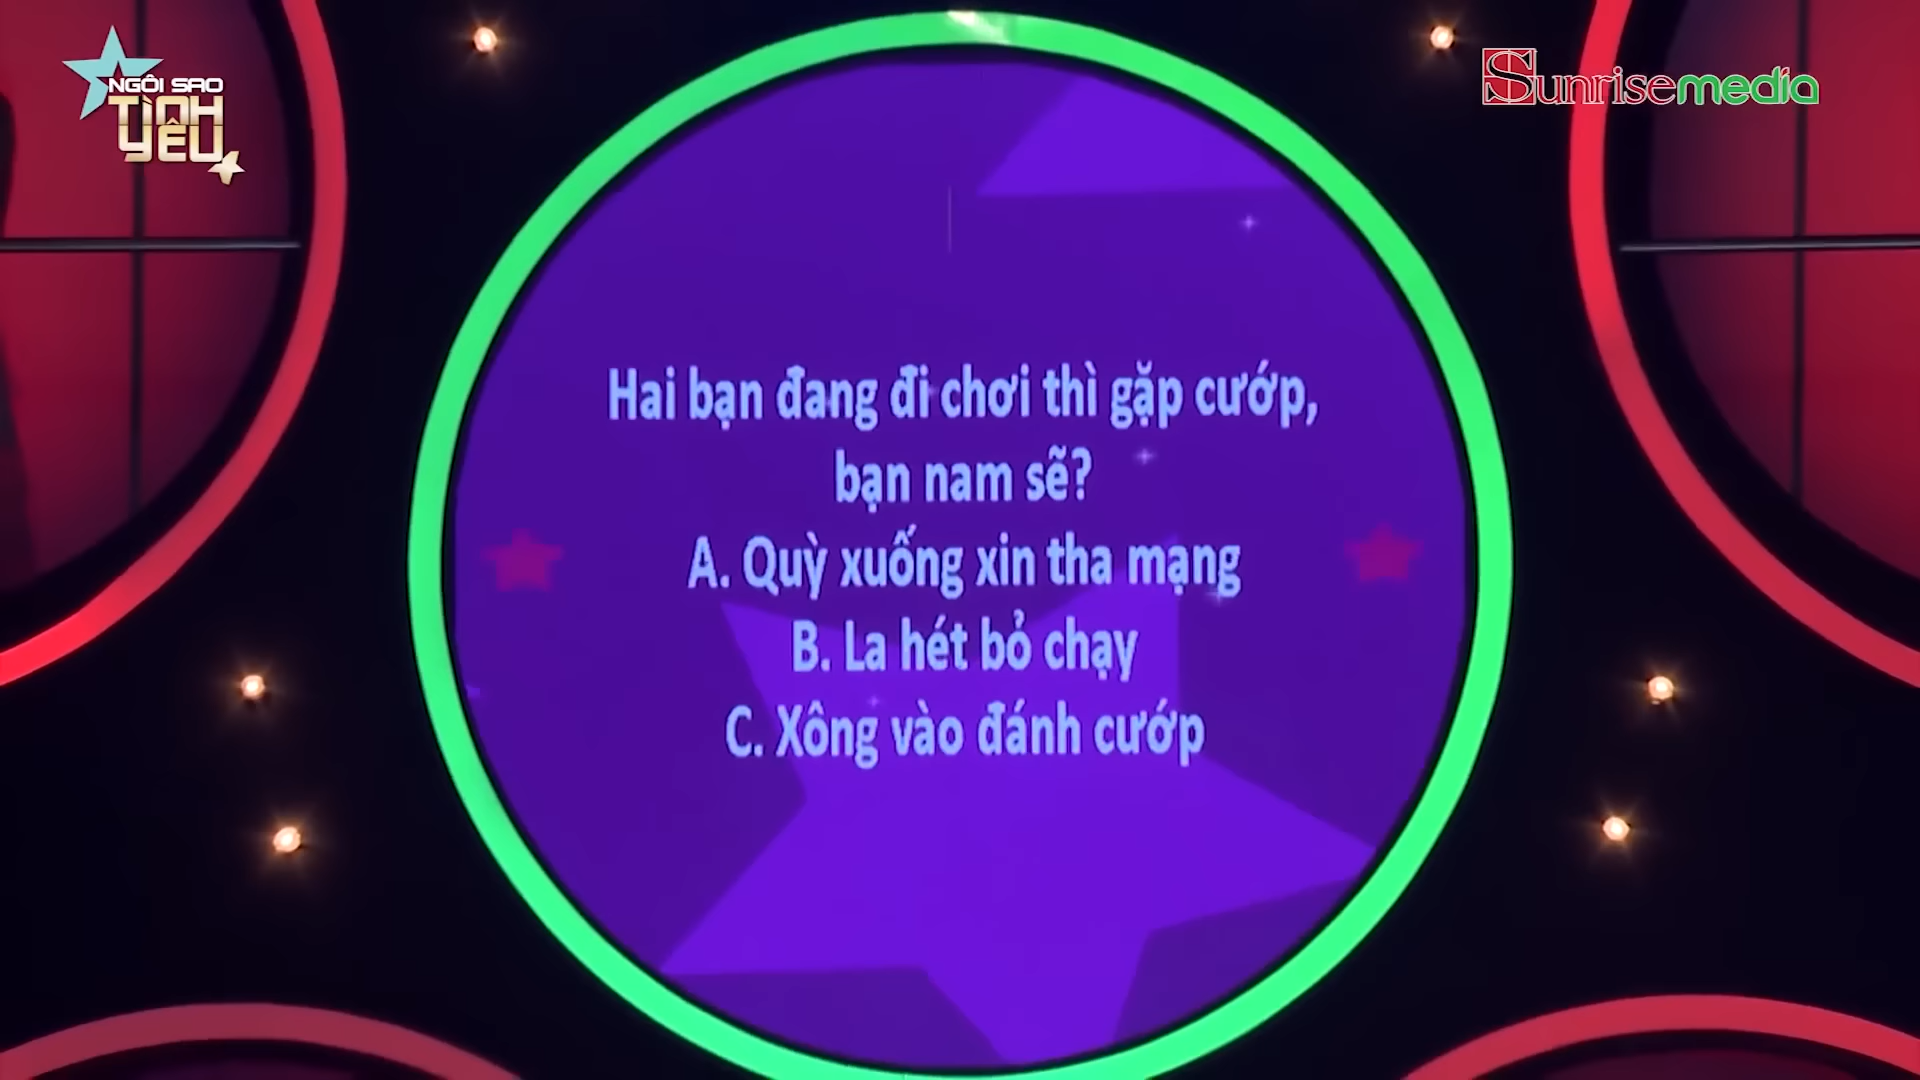 NGÔI SAO
TÌNH
YÊU
Sunrisemedia
Hai bạn đang đi chơi thì gặp cướp,
bạn nam sẽ?
A. Quỳ xuống xin tha mạng
B. La hét bỏ chạy
C. Xông vào đánh cướp